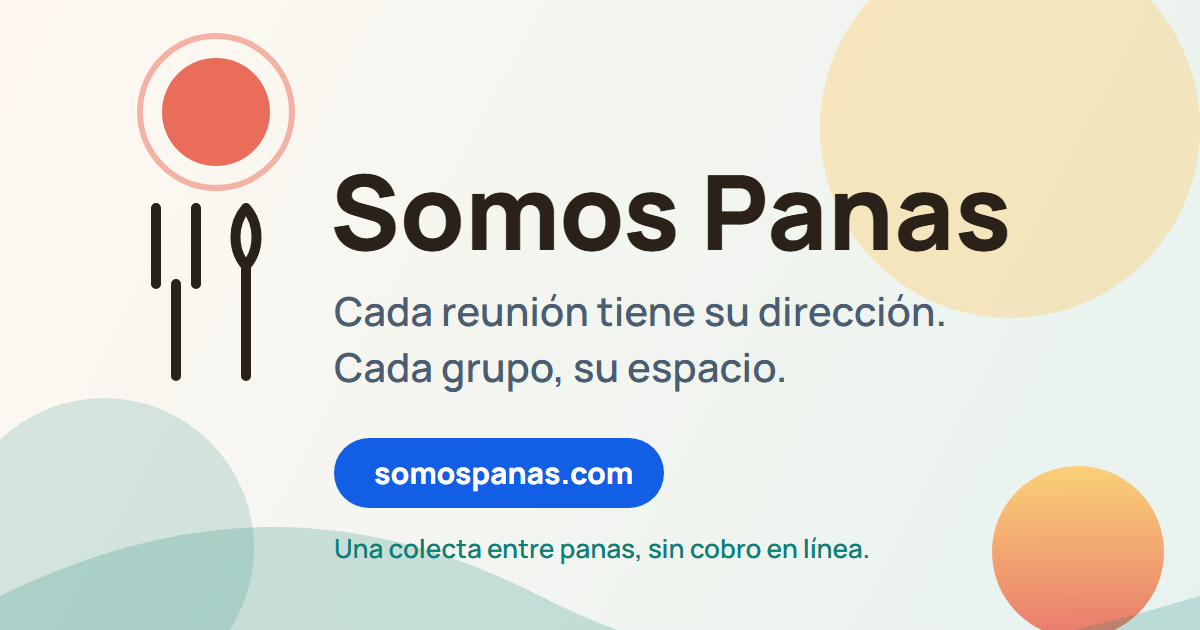 Somos Panas
Cada reunión tiene su dirección.
Cada grupo, su espacio.
somospanas.com
Una colecta entre panas, sin cobro en línea.